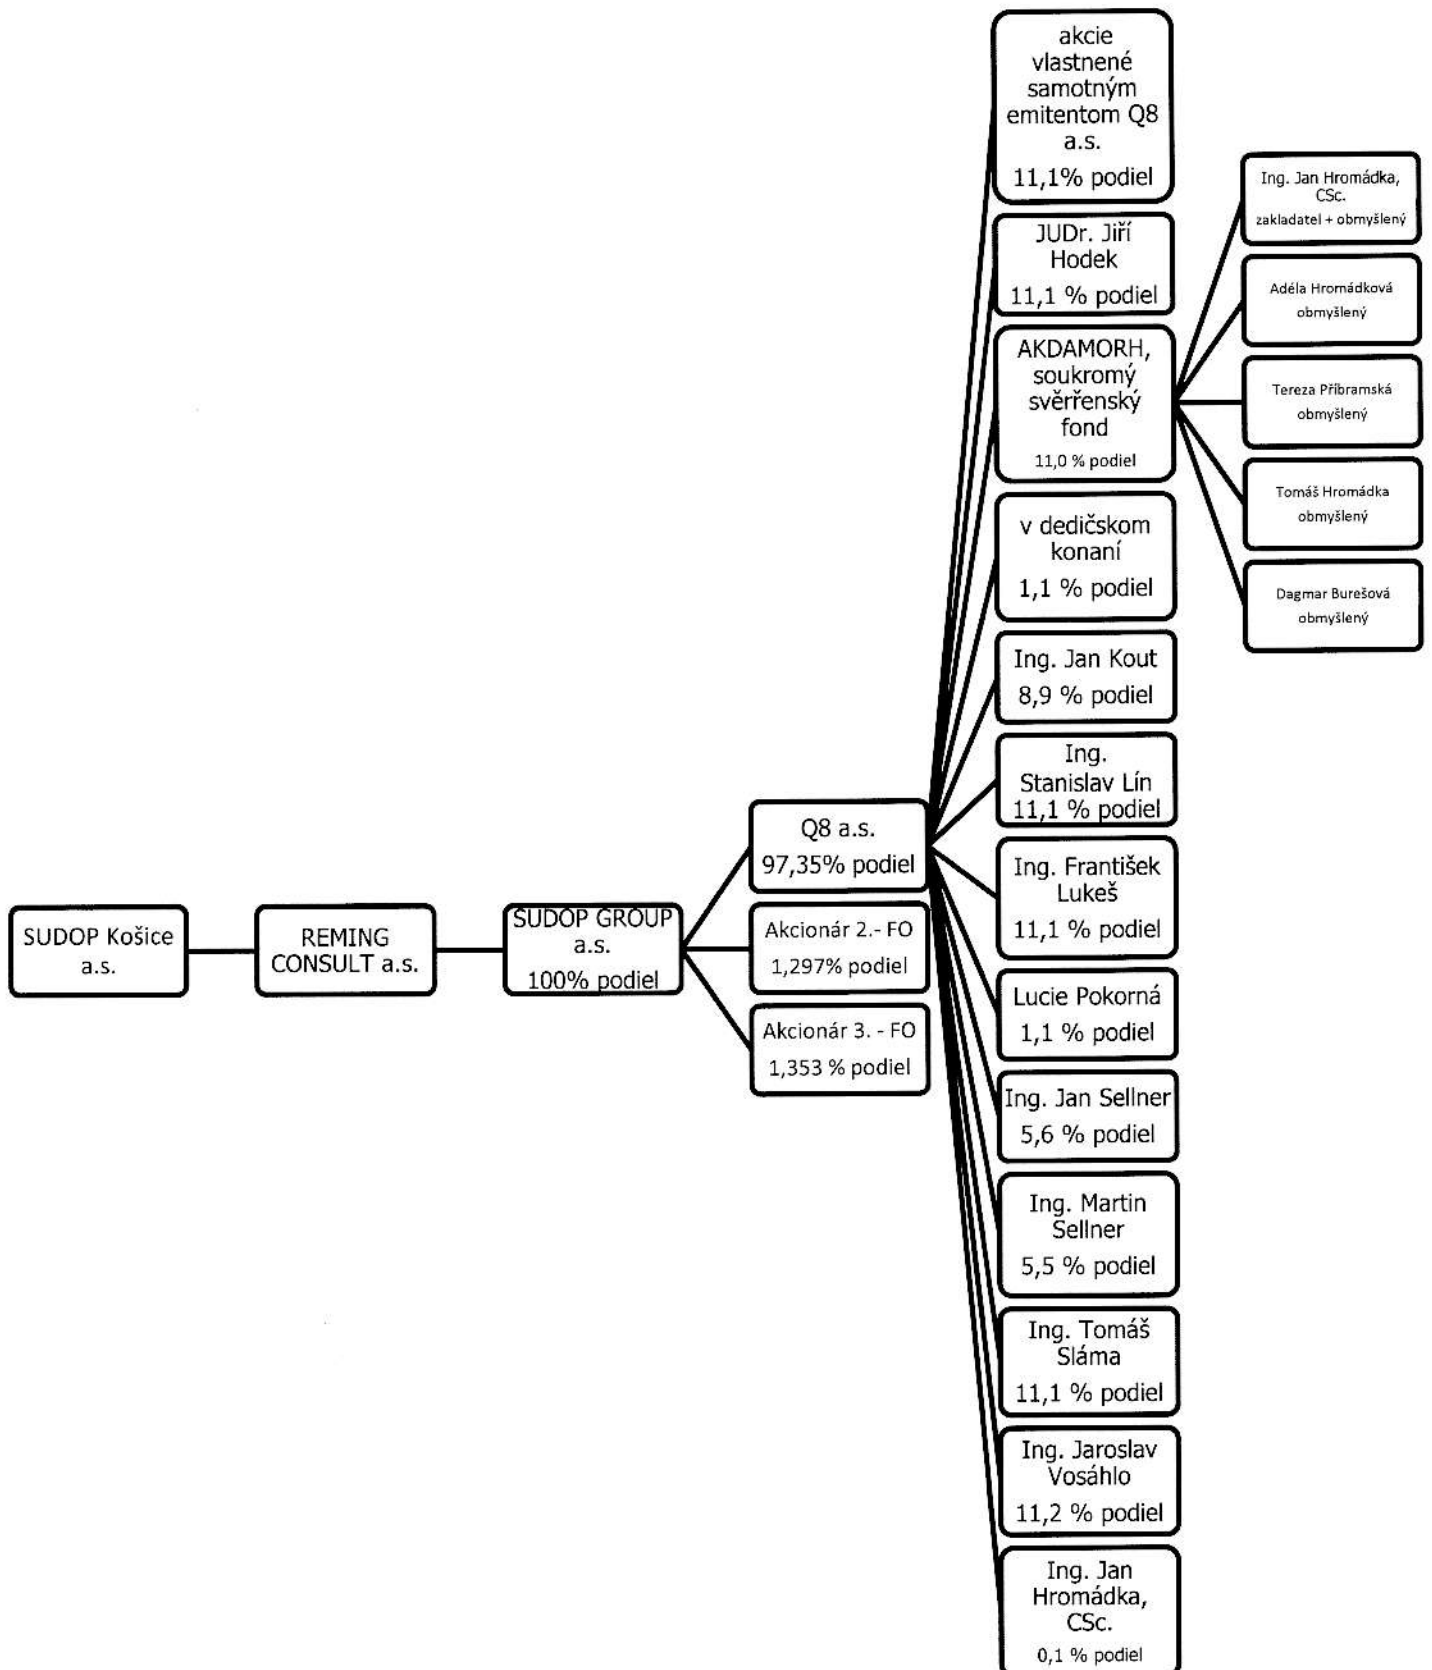 SUDOP Košice
a.s.
REMING
CONSULT a.s.
SUDOP GROUP
a.s.
100% podiel
Q8 a.s.
97,35% podiel
Akcionár 2.- FO
1,297% podiel
Akcionár 3. - FO
1,353 % podiel
akcie
vlastnené
samotným
emitentom Q8
a.s.
11,1% podiel
JUDr. Jiří
Hodek
11,1 % podiel
AKDAMORH,
soukromý
svěrřenský
fond
11,0 % podiel
v dedičskom
konaní
1,1 % podiel
Ing. Jan Kout
8,9 % podiel
Ing.
Stanislav Lín
11,1 % podiel
Ing. František
Lukeš
11,1 % podiel
Lucie Pokorná
1,1 % podiel
Ing. Jan Sellner
5,6 % podiel
Ing. Martin
Sellner
5,5 % podiel
Ing. Tomáš
Sláma
11,1 % podiel
Ing. Jaroslav
Vosáhlo
11,2 % podiel
Ing. Jan
Hromádka,
CSc.
0,1 % podiel
Ing. Jan Hromádka,
CSc.
zakladatel + obmyšlený
Adéla Hromádková
obmyšlený
Tereza Příbramská
obmyšlený
Tomáš Hromádka
obmyšlený
Dagmar Burešová
obmyšlený